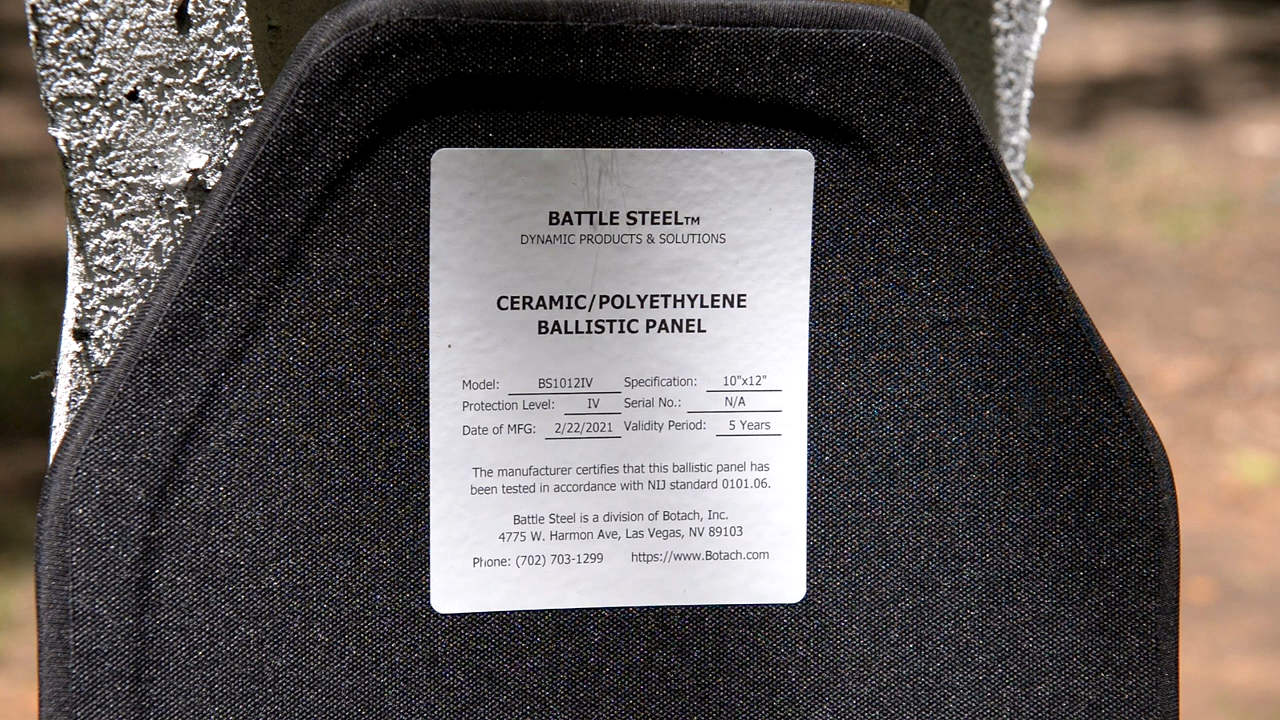 BATTLE STEEL™
DYNAMIC PRODUCTS & SOLUTIONS
CERAMIC/POLYETHYLENE
BALLISTIC PANEL
Model: BS1012IV Specification: 10"x12"
Protection Level: IV Serial No.: N/A
Date of MFG: 2/22/2021 Validity Period: 5 Years
The manufacturer certifies that this ballistic panel has
been tested in accordance with NIJ standard 0101.06.
Battle Steel is a division of Botach, Inc.
4775 W. Harmon Ave, Las Vegas, NV 89103
Phone: (702) 703-1299 https://www.Botach.com